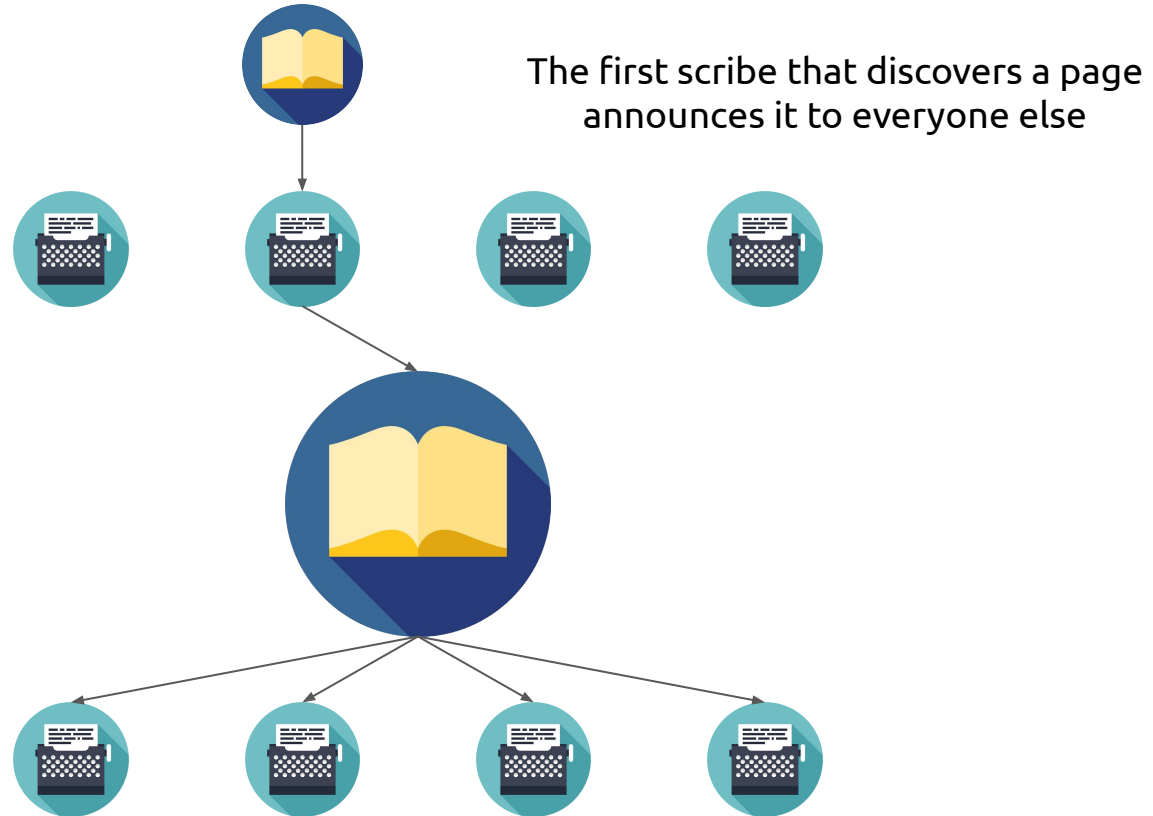 The first scribe that discovers a page
announces it to everyone else